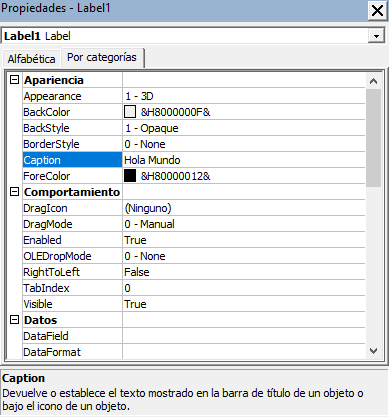 Propiedades - Label1
Label1 Label
Alfabética Por categorías
Apariencia
Appearance 1 - 3D
BackColor &H8000000F&
BackStyle 1 - Opaque
BorderStyle 0 - None
Caption Hola Mundo
ForeColor &H80000012&
Comportamiento
DragIcon (Ninguno)
DragMode 0 - Manual
Enabled True
OLEDropMode 0 - None
RightToLeft False
TabIndex 0
Visible True
Datos
DataField
DataFormat
Caption
Devuelve o establece el texto mostrado en la barra de título de un objeto o
bajo el icono de un objeto.